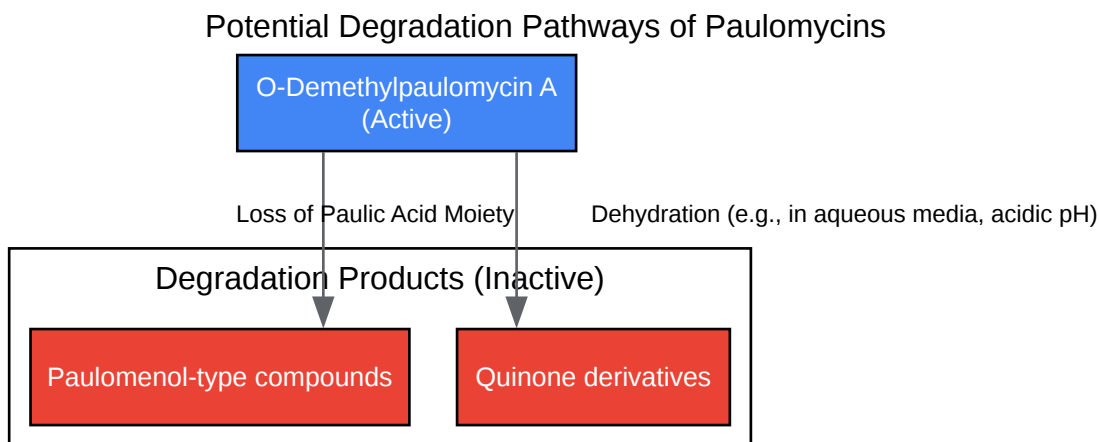 Potential Degradation Pathways of Paulomycins
O-Demethylpaulomycin A
(Active)
Loss of Paulic Acid Moiety
Dehydration (e.g., in aqueous media, acidic pH)
Degradation Products (Inactive)
Paulomenol-type compounds
Quinone derivatives